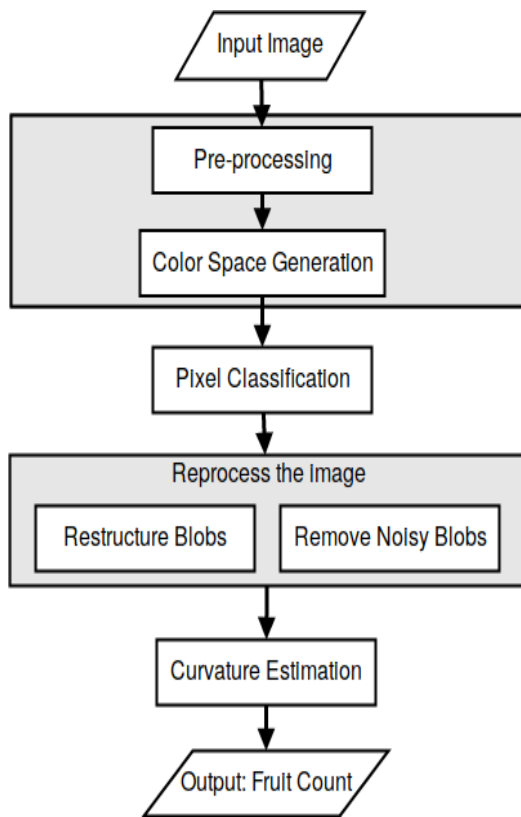 Input Image
Pre-processing
Color Space Generation
Pixel Classification
Reprocess the Image
Restructure Blobs
Remove Noisy Blobs
Curvature Estimation
Output: Fruit Count